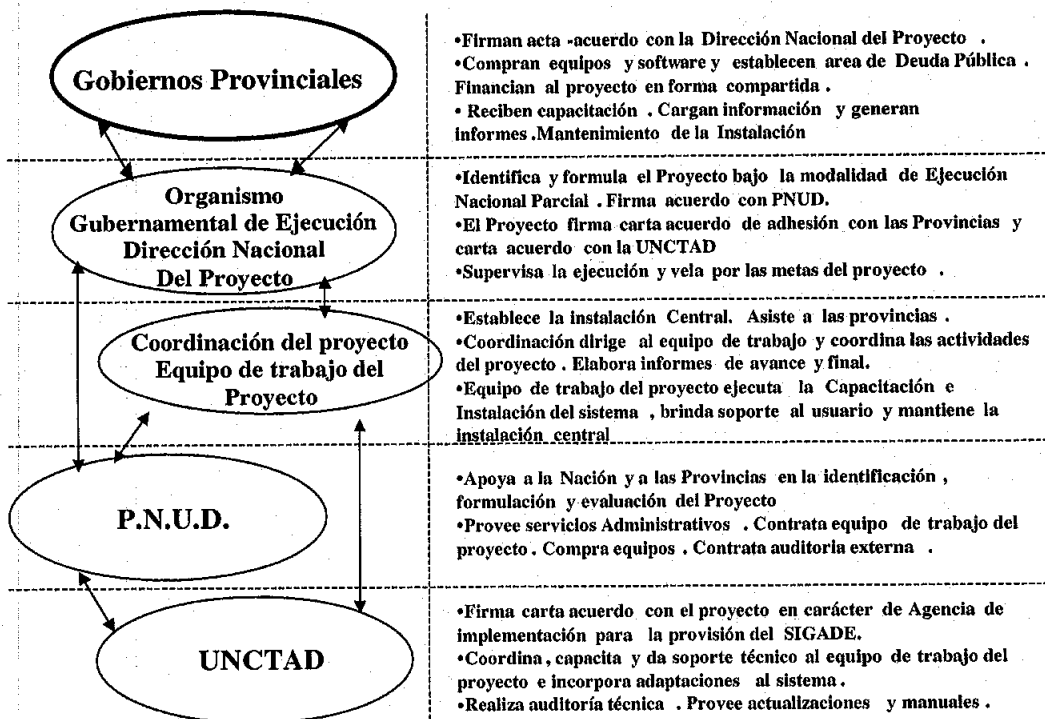 Gobiernos Provinciales
•Firman acta -acuerdo con la Dirección Nacional del Proyecto .
•Compran equipos y software y establecen area de Deuda Pública .
Financian al proyecto en forma compartida .
• Reciben capacitación . Cargan información y generan
informes .Mantenimiento de la Instalación
Organismo
Gubernamental de Ejecución
Dirección Nacional
Del Proyecto
•Identifica y formula el Proyecto bajo la modalidad de Ejecución
Nacional Parcial . Firma acuerdo con PNUD.
•El Proyecto firma carta acuerdo de adhesión con las Provincias y
carta acuerdo con la UNCTAD
•Supervisa la ejecución y vela por las metas del proyecto .
Coordinación del proyecto
Equipo de trabajo del
Proyecto
•Establece la instalación Central. Asiste a las provincias .
•Coordinación dirige al equipo de trabajo y coordina las actividades
del proyecto . Elabora informes de avance y final.
•Equipo de trabajo del proyecto ejecuta la Capacitación e
Instalación del sistema , brinda soporte al usuario y mantiene la
instalación central
P.N.U.D.
•Apoya a la Nación y a las Provincias en la identificación ,
formulación y evaluación del Proyecto
•Provee servicios Administrativos . Contrata equipo de trabajo del
proyecto . Compra equipos . Contrata auditoria externa .
UNCTAD
•Firma carta acuerdo con el proyecto en carácter de Agencia de
implementación para la provisión del SIGADE.
•Coordina, capacita y da soporte técnico al equipo de trabajo del
proyecto e incorpora adaptaciones al sistema .
•Realiza auditoría técnica . Provee actualizaciones y manuales .